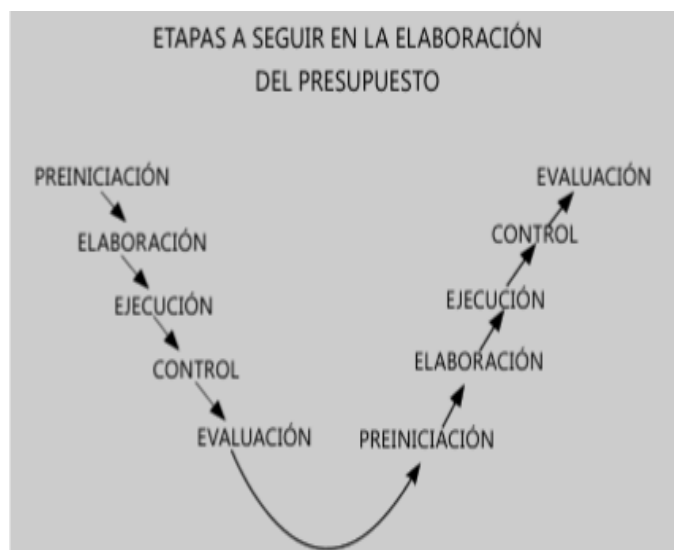 ETAPAS A SEGUIR EN LA ELABORACIÓN
DEL PRESUPUESTO
PREINICIACIÓN
ELABORACIÓN
EJECUCIÓN
CONTROL
EVALUACIÓN
PREINICIACIÓN
ELABORACIÓN
EJECUCIÓN
CONTROL
EVALUACIÓN